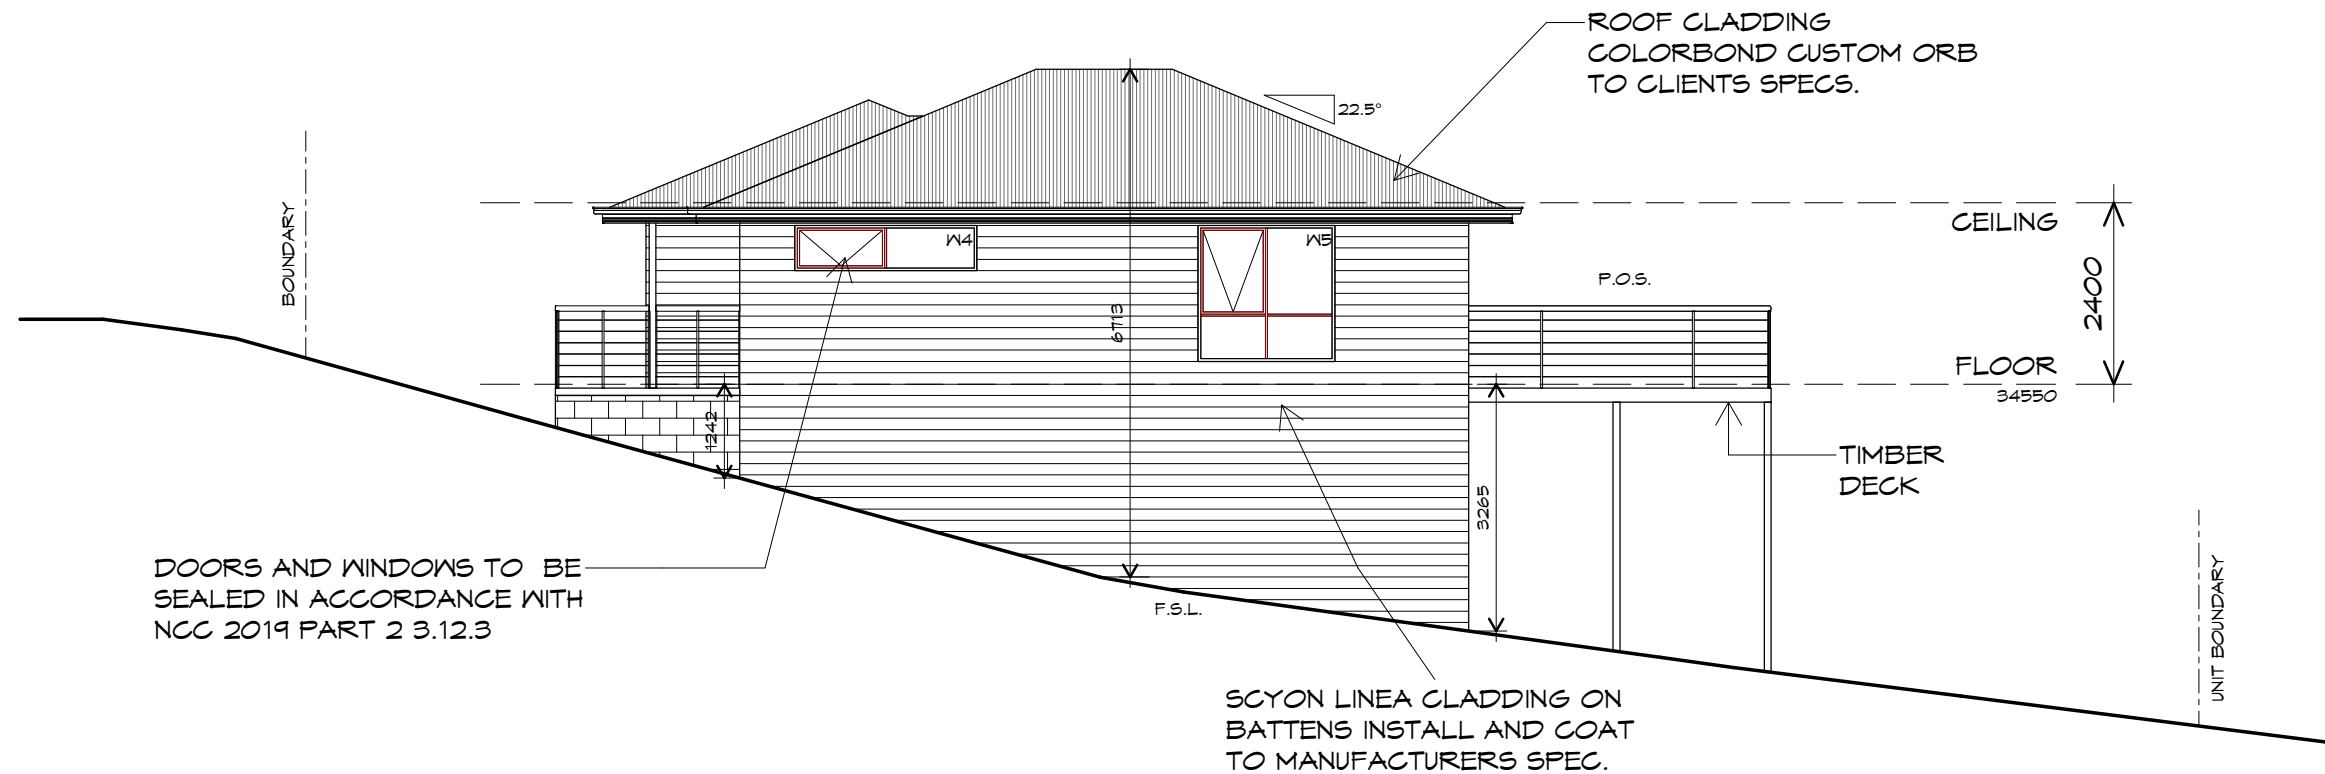 ROOF CLADDING
COLORBOND CUSTOM ORB
TO CLIENTS SPECS.
22.5°
BOUNDARY
CEILING
W4
W5
P.O.S.
2400
6713
FLOOR
34550
1242
TIMBER
DECK
3265
DOORS AND WINDOWS TO BE
SEALED IN ACCORDANCE WITH
NCC 2019 PART 2 3.12.3
F.S.L.
UNIT BOUNDARY
SCYON LINEA CLADDING ON
BATTENS INSTALL AND COAT
TO MANUFACTURERS SPEC.